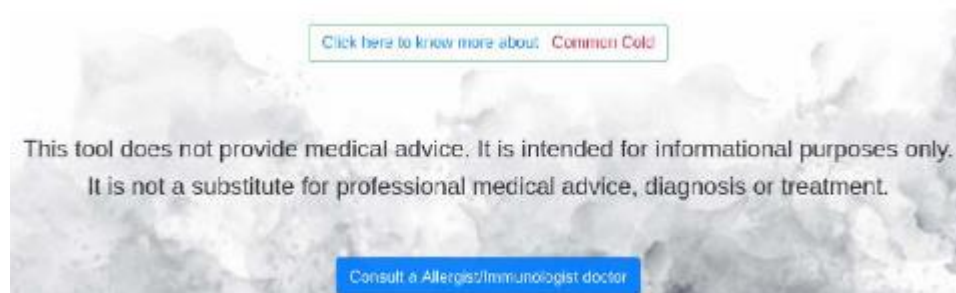 Click here to know more about Common Cold
This tool does not provide medical advice. It is intended for informational purposes only.
It is not a substitute for professional medical advice, diagnosis or treatment.
Consult a Allergist/Immunologist doctor